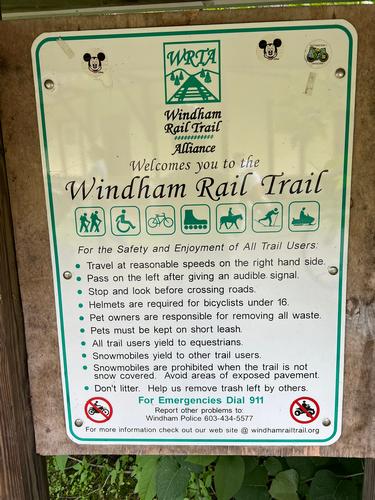 WRTA
Windham
Rail Trail
Alliance
Welcomes you to the
Windham Rail Trail
For the Safety and Enjoyment of All Trail Users:
• Travel at reasonable speeds on the right hand side.
• Pass on the left after giving an audible signal.
• Stop and look before crossing roads.
• Helmets are required for bicyclists under 16.
• Pet owners are responsible for removing all waste.
• Pets must be kept on short leash.
• All trail users yield to equestrians.
• Snowmobiles yield to other trail users.
• Snowmobiles are prohibited when the trail is not
snow covered. Avoid areas of exposed pavement.
• Don't litter. Help us remove trash left by others.
For Emergencies Dial 911
Report other problems to:
Windham Police 603-434-5577
For more information check out our web site @ windhamrailtrail.org